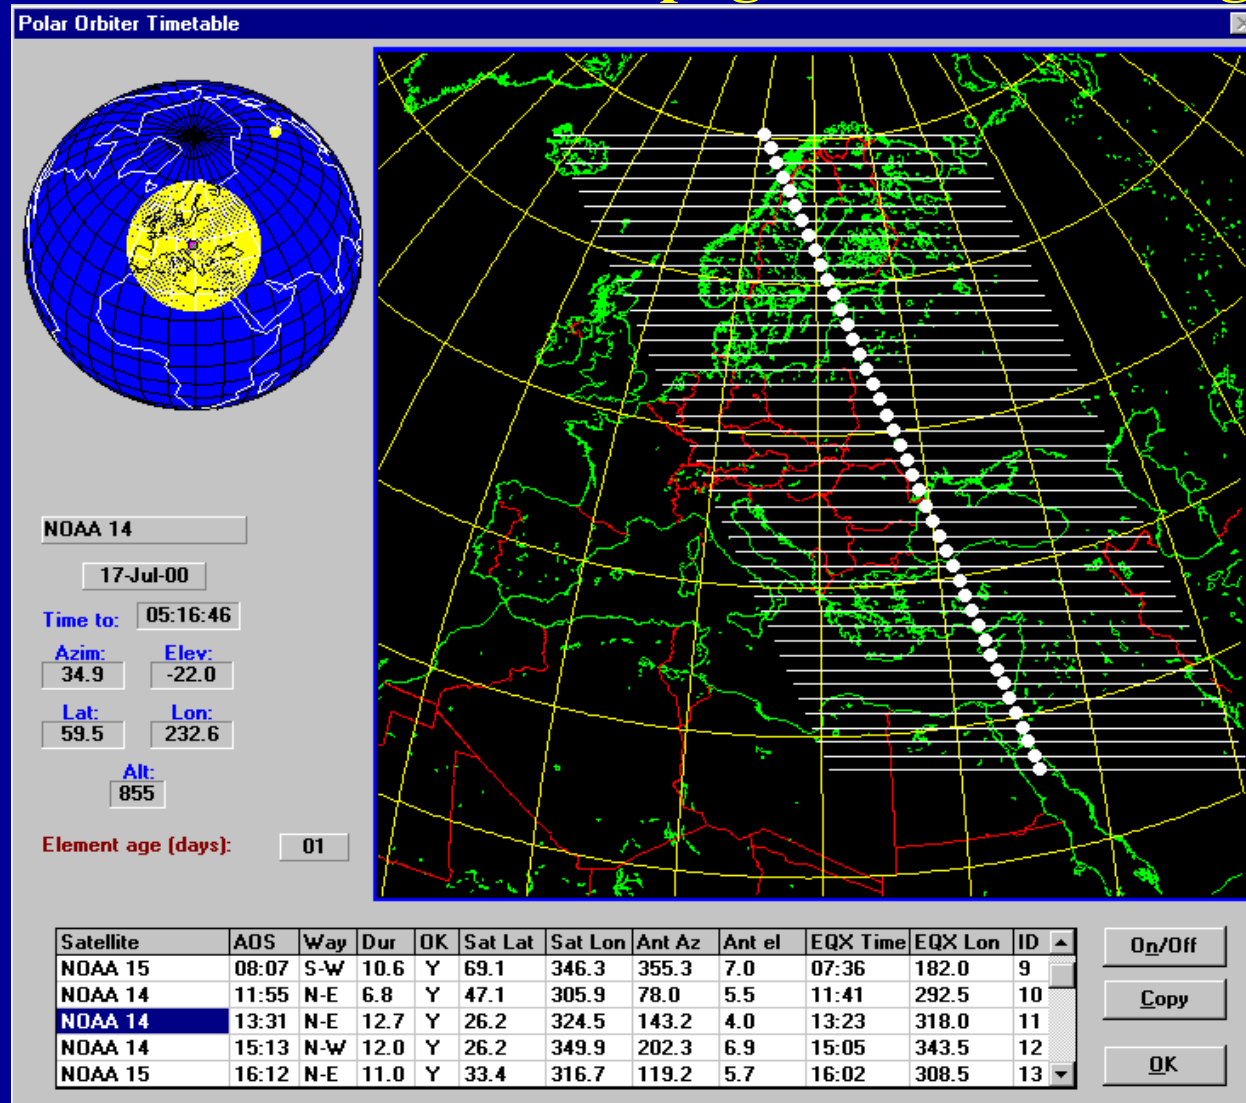 Polar Orbiter Timetable
NOAA 14
17-Jul-00
Time to: 05:16:46
Azim: Elev:
34.9 -22.0
Lat: Lon:
59.5 232.6
Alt:
855
Element age (days): 01
Satellite AOS Way Dur OK Sat Lat Sat Lon Ant Az Ant el EQX Time EQX Lon ID
NOAA 15 08:07 S-W 10.6 Y 69.1 346.3 355.3 7.0 07:36 182.0 9
NOAA 14 11:55 N-E 6.8 Y 47.1 305.9 78.0 5.5 11:41 292.5 10
NOAA 14 13:31 N-E 12.7 Y 26.2 324.5 143.2 4.0 13:23 318.0 11
NOAA 14 15:13 N-W 12.0 Y 26.2 349.9 202.3 6.9 15:05 343.5 12
NOAA 15 16:12 N-E 11.0 Y 33.4 316.7 119.2 5.7 16:02 308.5 13
On/Off
Copy
OK